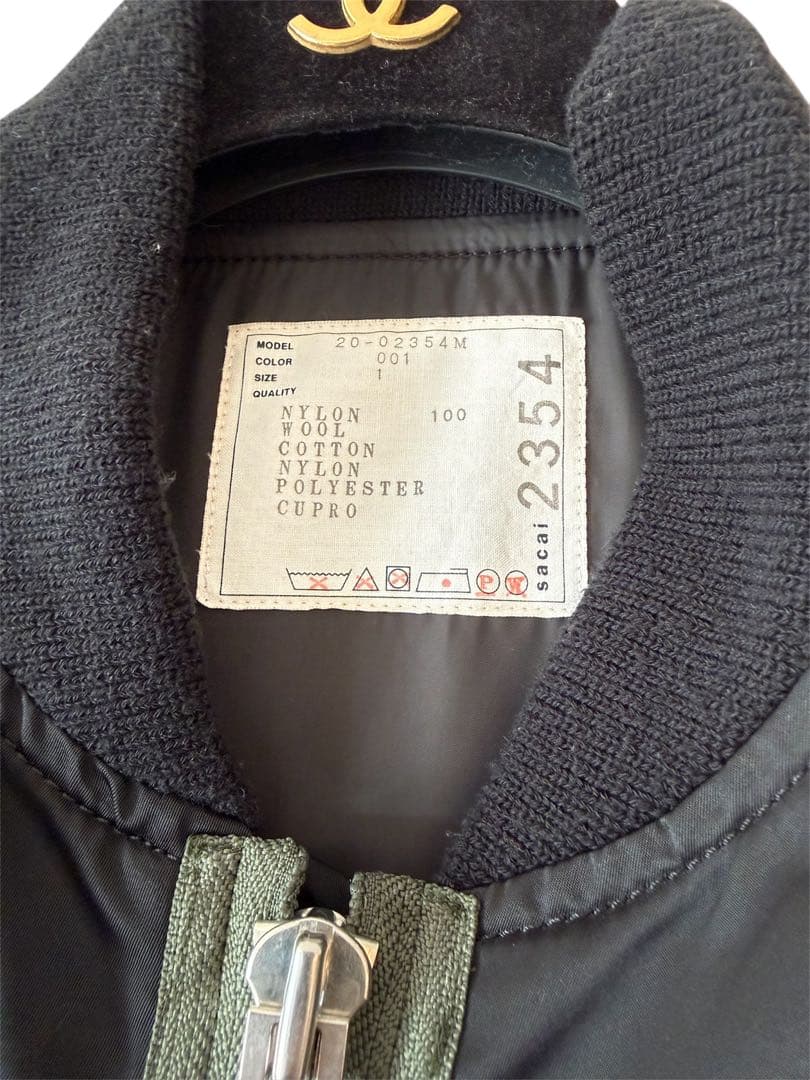 MODEL 20-02354M
COLOR 001
SIZE 1
QUALITY
NYLON 100
WOOL
COTTON
NYLON
POLYESTER
CUPRO
P W
sacai 2354